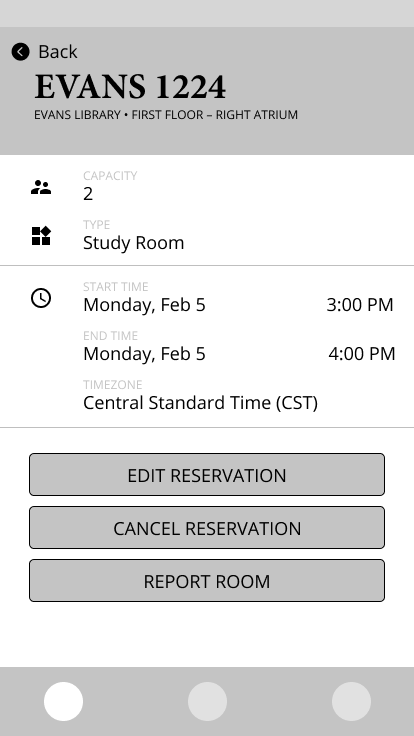 Back
EVANS 1224
EVANS LIBRARY • FIRST FLOOR – RIGHT ATRIUM
CAPACITY
2
TYPE
Study Room
START TIME
Monday, Feb 5 3:00 PM
END TIME
Monday, Feb 5 4:00 PM
TIMEZONE
Central Standard Time (CST)
EDIT RESERVATION
CANCEL RESERVATION
REPORT ROOM